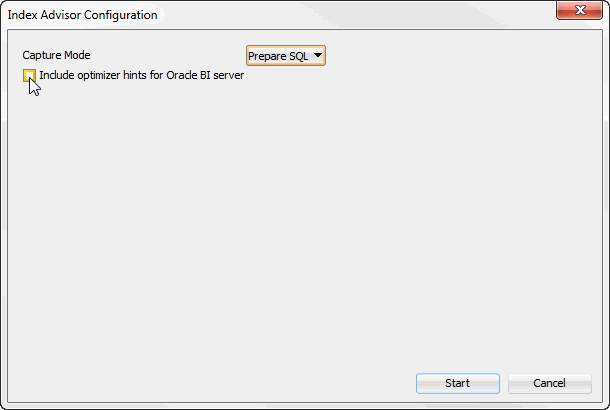 Index Advisor Configuration
Capture Mode
Prepare SQL
Include optimizer hints for Oracle BI server
Start
Cancel